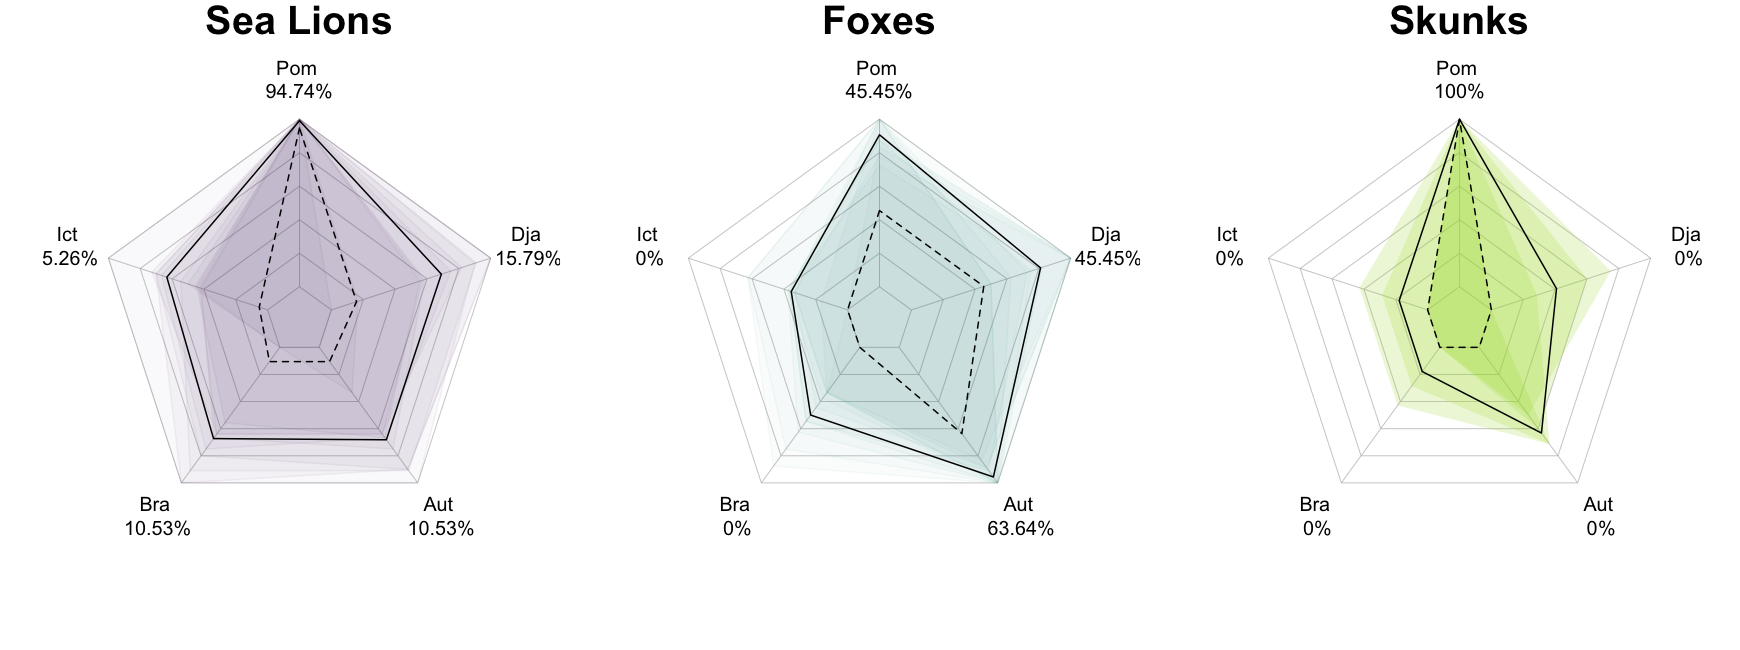 Sea Lions
Foxes
Skunks
Pom
94.74%
Pom
45.45%
Pom
100%
Ict
5.26%
Dja
15.79%
Ict
0%
Dja
45.45%
Ict
0%
Dja
0%
Bra
10.53%
Aut
10.53%
Bra
0%
Aut
63.64%
Bra
0%
Aut
0%